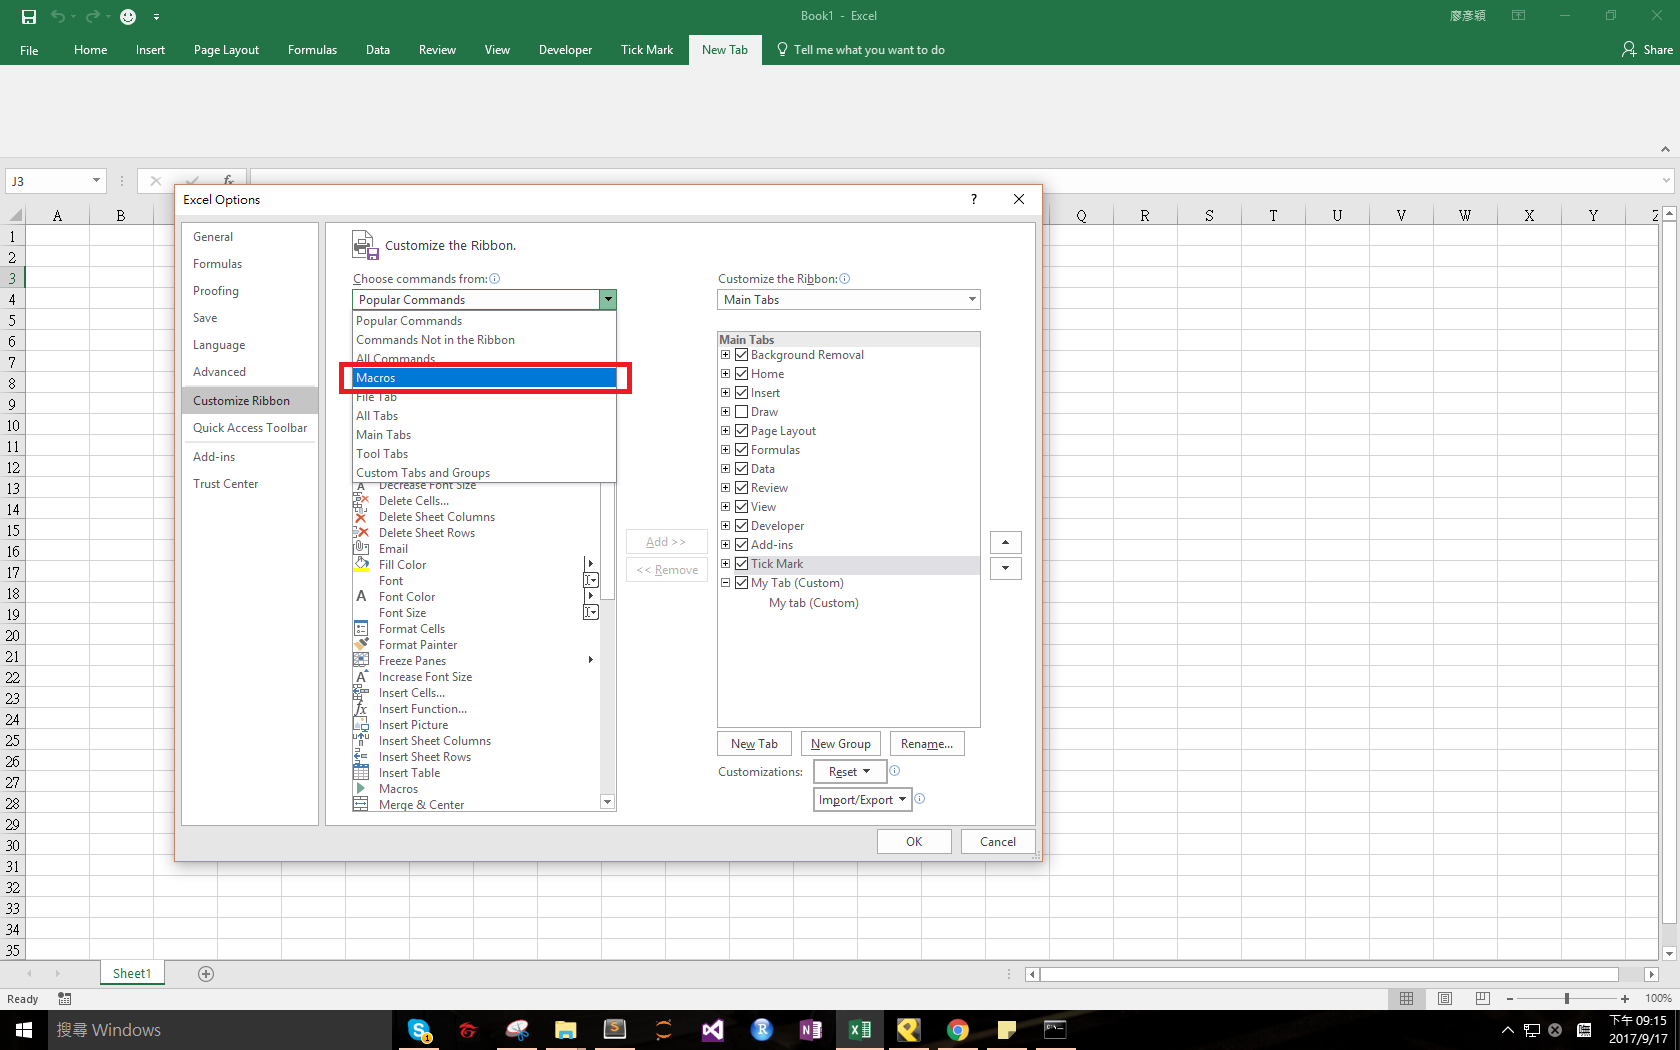 Book1 - Excel
廖彥穎
File
Home
Insert
Page Layout
Formulas
Data
Review
View
Developer
Tick Mark
New Tab
Tell me what you want to do
Share
J3
fx
A B Q R S T U V W X Y Z
1
2
3
4
5
6
7
8
9
10
11
12
13
14
15
16
17
18
19
20
21
22
23
24
25
26
27
28
29
30
31
32
33
34
35
Excel Options
?
General
Formulas
Proofing
Save
Language
Advanced
Customize Ribbon
Quick Access Toolbar
Add-ins
Trust Center
Customize the Ribbon.
Choose commands from:
Popular Commands
Popular Commands
Commands Not in the Ribbon
All Commands
Macros
File Tab
All Tabs
Main Tabs
Tool Tabs
Custom Tabs and Groups
Decrease Font Size
Delete Cells...
Delete Sheet Columns
Delete Sheet Rows
Email
Fill Color
Font
Font Color
Font Size
Format Cells
Format Painter
Freeze Panes
Increase Font Size
Insert Cells...
Insert Function...
Insert Picture
Insert Sheet Columns
Insert Sheet Rows
Insert Table
Macros
Merge & Center
Add >>
<< Remove
Customize the Ribbon:
Main Tabs
Main Tabs
Background Removal
Home
Insert
Draw
Page Layout
Formulas
Data
Review
View
Developer
Add-ins
Tick Mark
My Tab (Custom)
My tab (Custom)
New Tab
New Group
Rename...
Customizations:
Reset
Import/Export
OK
Cancel
Sheet1
Ready
100%
搜尋 Windows
下午 09:15
2017/9/17